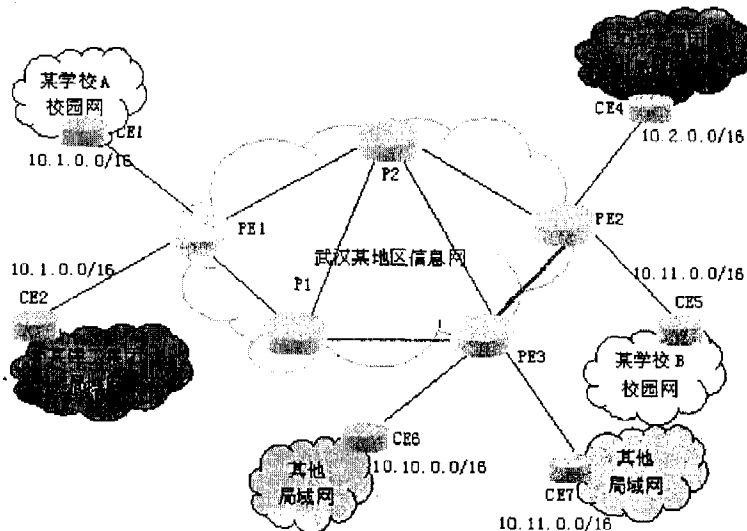 某学校A
校园网
CE1
10.1.0.0/16
P2
CE4
10.2.0.0/16
PE1
PE2
10.1.0.0/16
CE2
武汉某地区信息网
P1
10.11.0.0/16
CE5
PE3
某学校B
校园网
CE6
10.10.0.0/16
其他
局域网
其他
局域网
CE7
10.11.0.0/16